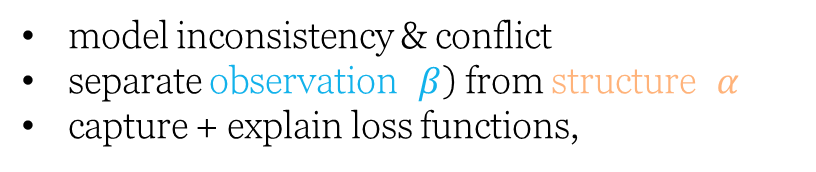 • model inconsistency & conflict
• separate observation β) from structure α
• capture + explain loss functions,